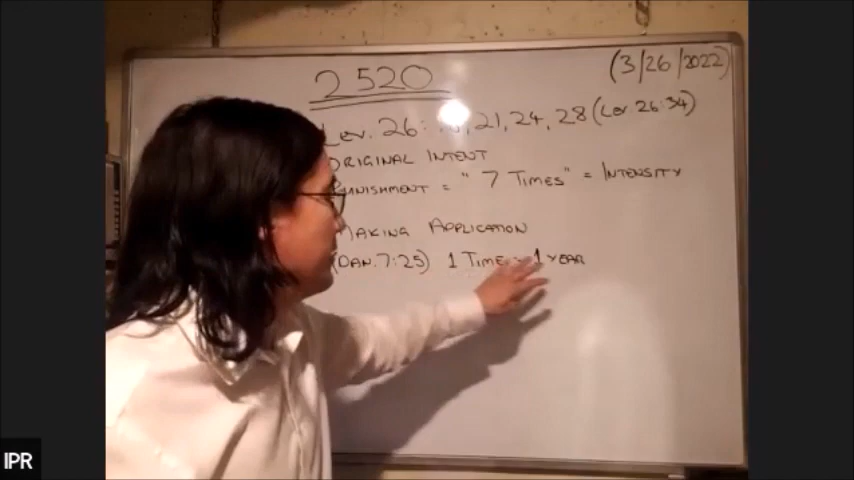 2520
(3/26/2022)
Lev. 26: 21, 24, 28 (Lev 26:34)
ORIGINAL INTENT
PUNISHMENT = "7 TIMES" = INTENSITY
MAKING APPLICATION
(DAN. 7:25) 1 TIME 1 YEAR
IPR